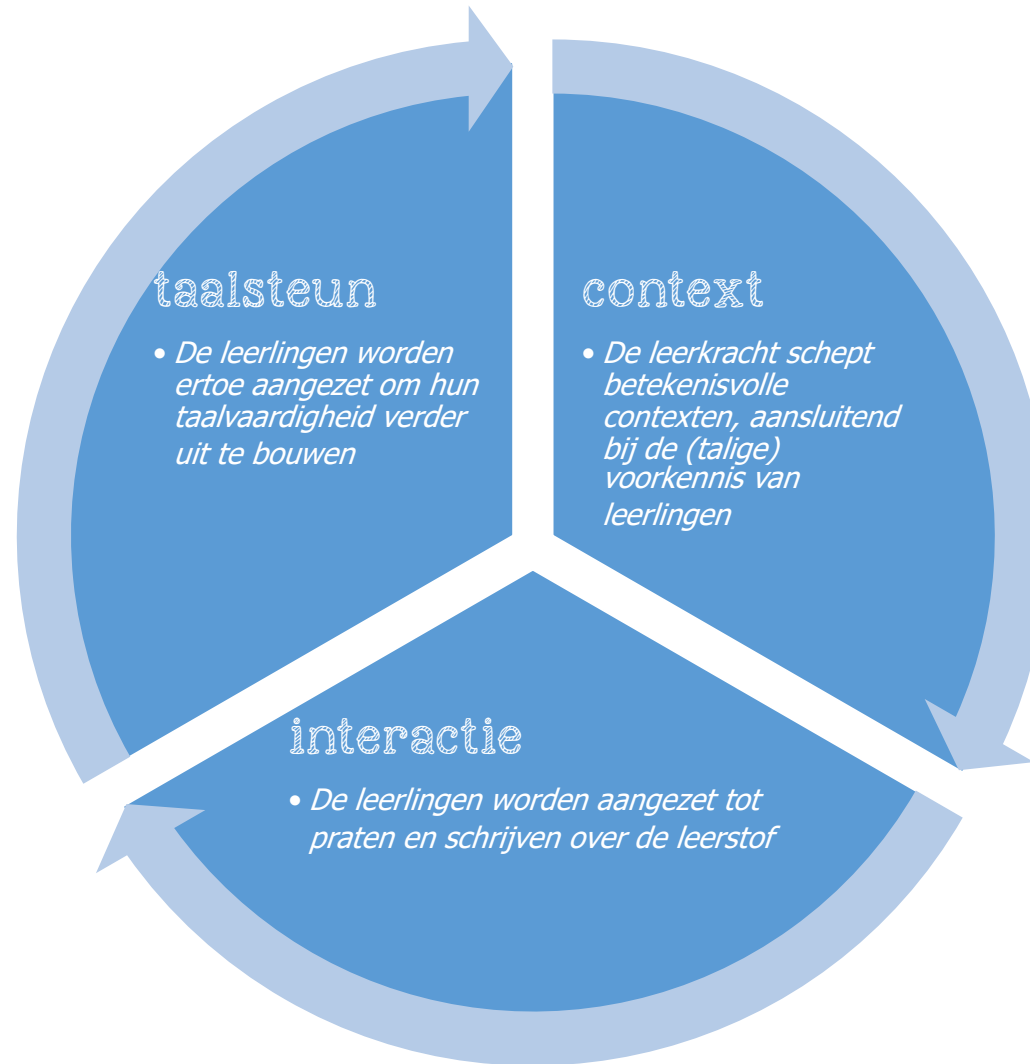 taalsteun
• De leerlingen worden
ertoe aangezet om hun
taalvaardigheid verder
uit te bouwen
context
• De leerkracht schept
betekenisvolle
contexten, aansluitend
bij de (talige)
voorkennis van
leerlingen
interactie
• De leerlingen worden aangezet tot
praten en schrijven over de leerstof